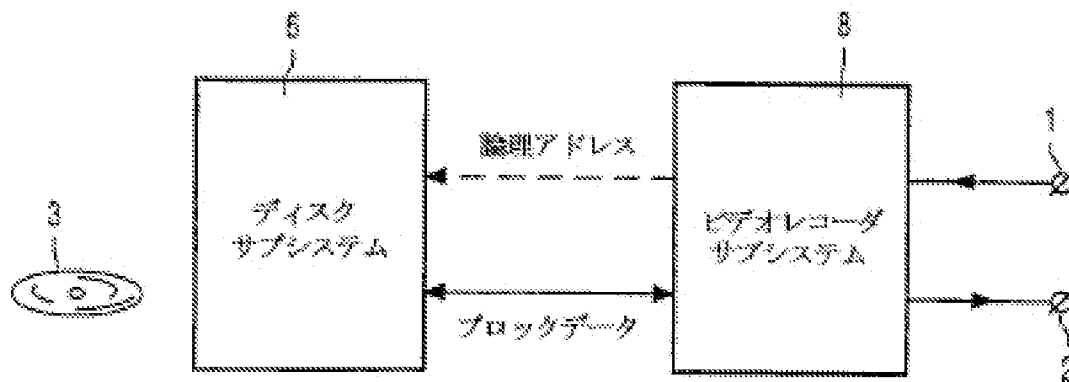 6
8
1
論理アドレス
3
ディスク
サブシステム
ビデオレコーダ
サブシステム
ブロックデータ
2